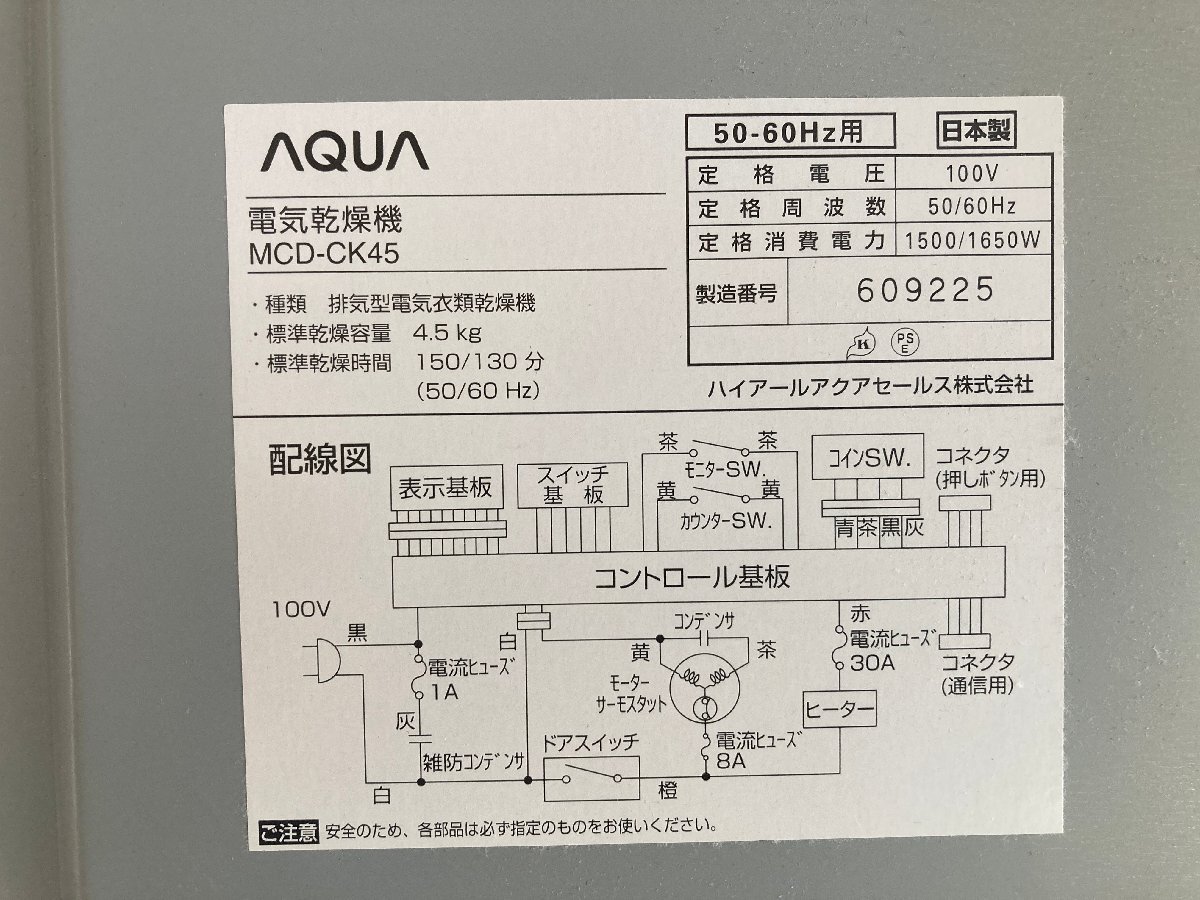 AQUA
電気乾燥機
MCD-CK45
・種類 排気型電気衣類乾燥機
・標準乾燥容量 4.5 kg
・標準乾燥時間 150/130 分
(50/60 Hz)
50-60Hz用 日本製
定格電圧 100V
定格周波数 50/60Hz
定格消費電力 1500/1650W
製造番号 609225
K PS E
ハイアールアクアセールス株式会社
配線図
表示基板
スイッチ
基板
茶 茶
モニターSW.
黄 黄
カウンターSW.
コインSW.
青茶黒灰
コネクタ
(押しボタン用)
コントロール基板
100V
黒
電流ヒューズ
1A
灰
雑防コンデンサ
白
白
コンデンサ
黄 茶
モーター
サーモスタット
電流ヒューズ
8A
ドアスイッチ
橙
赤
電流ヒューズ
30A
ヒーター
コネクタ
(通信用)
ご注意 安全のため、各部品は必ず指定のものをお使いください。